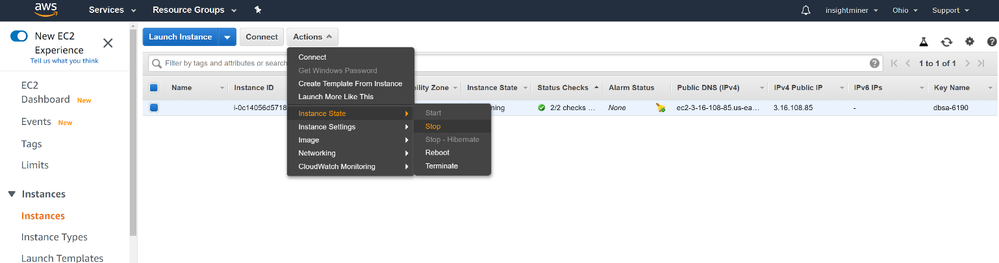 aws
Services
Resource Groups
insightminer
Ohio
Support
New EC2
Experience
Tell us what you think
EC2
Dashboard New
Events New
Tags
Limits
Instances
Instances
Instance Types
Launch Templates
Launch Instance
Connect
Actions
Filter by tags and attributes or search
1 to 1 of 1
Name
Instance ID
bility Zone
Instance State
Status Checks
Alarm Status
Public DNS (IPv4)
IPv4 Public IP
IPv6 IPs
Key Name
i-0c14056d5718
ning
2/2 checks ...
None
ec2-3-16-108-85.us-ea...
3.16.108.85
-
dbsa-6190
Connect
Get Windows Password
Create Template From Instance
Launch More Like This
Instance State
Instance Settings
Image
Networking
CloudWatch Monitoring
Start
Stop
Stop - Hibernate
Reboot
Terminate